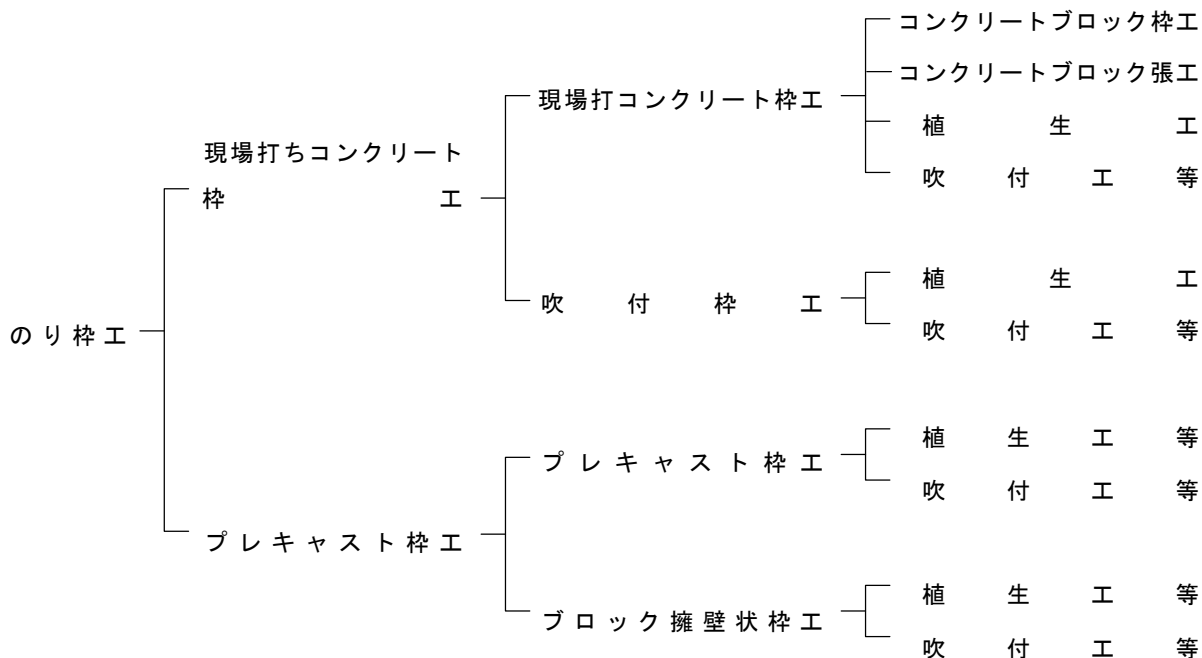 コンクリートブロック枠工
コンクリートブロック張工
現場打コンクリート枠工
植生工
吹付工等
現場打ちコンクリート
枠工
植生工
吹付枠工
吹付工等
のり枠工
植生工等
プレキャスト枠工
吹付工等
プレキャスト枠工
植生工等
ブロック擁壁状枠工
吹付工等